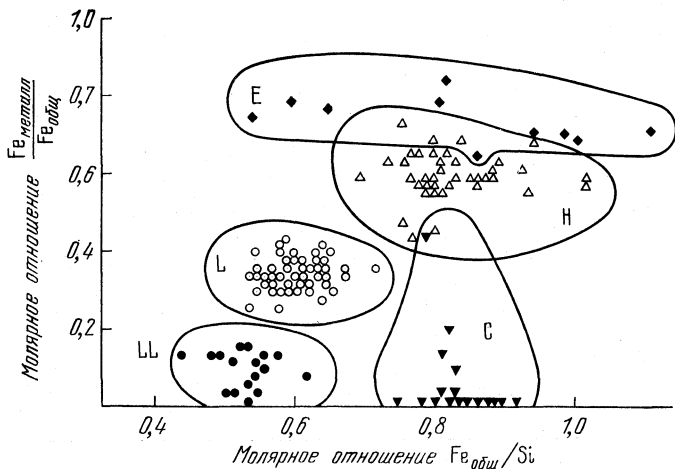 1,0
0,7
0,6
0,4
0,2
0,4
0,6
0,8
1,0
E
H
L
C
LL
Молярное отношение Fe металл / Fe общ
Молярное отношение Fe общ/Si